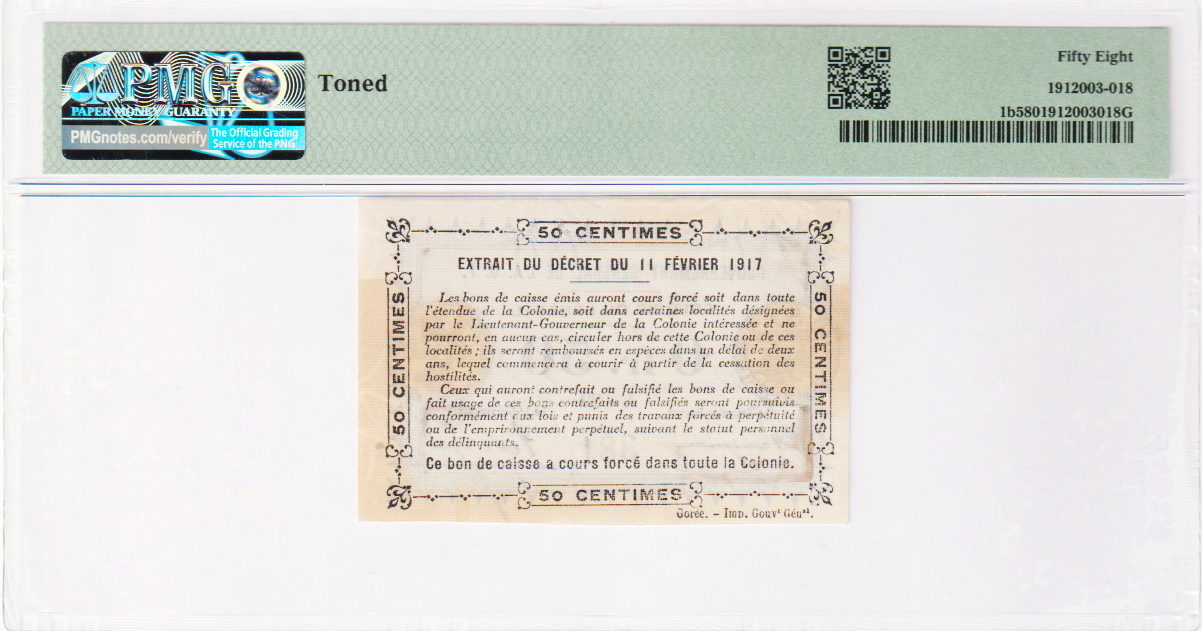 PMG
PAPER MONEY GUARANTY
PMGnotes.com/verify
The Official Grading
Service of the PNG
Toned
Fifty Eight
1912003-018
1b5801912003018G
50 CENTIMES
EXTRAIT DU DÉCRET DU 11 FÉVRIER 1917
50 CENTIMES
Les bons de caisse émis auront cours forcé soit dans toute
l'étendue de la Colonie, soit dans certaines localités désignées
par le Lieutenant-Gouverneur de la Colonie intéressée et ne
pourront, en aucun cas, circuler hors de cette Colonie ou de ces
localités ; ils seront remboursés en espèces dans un délai de deux
ans, lequel commencera à courir à partir de la cessation des
hostilités.
Ceux qui auront contrefait ou falsifié les bons de caisse ou
fait usage de ces bons contrefaits ou falsifiés seront poursuivis
conformément aux lois et punis des travaux forcés à perpétuité
ou de l'emprironnement perpétuel, suivant le statut personnel
des délinquants.
Ce bon de caisse a cours forcé dans toute la Colonie.
50 CENTIMES
50 CENTIMES
Gorée. - Imp. Gouvt Génal.